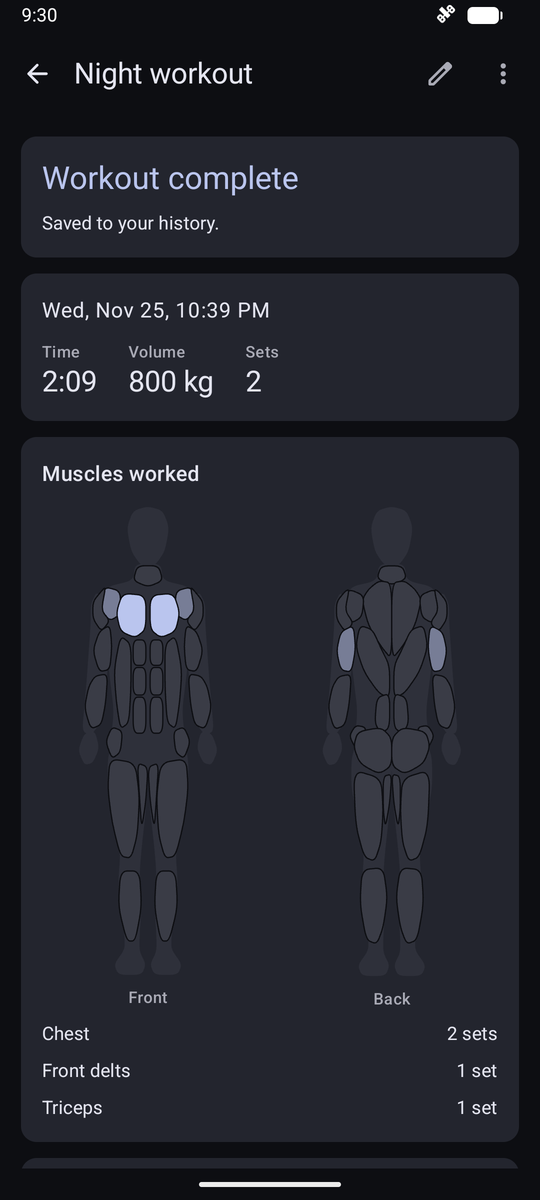 9:30
Night workout
Workout complete
Saved to your history.
Wed, Nov 25, 10:39 PM
Time Volume Sets
2:09 800 kg 2
Muscles worked
Front Back
Chest 2 sets
Front delts 1 set
Triceps 1 set